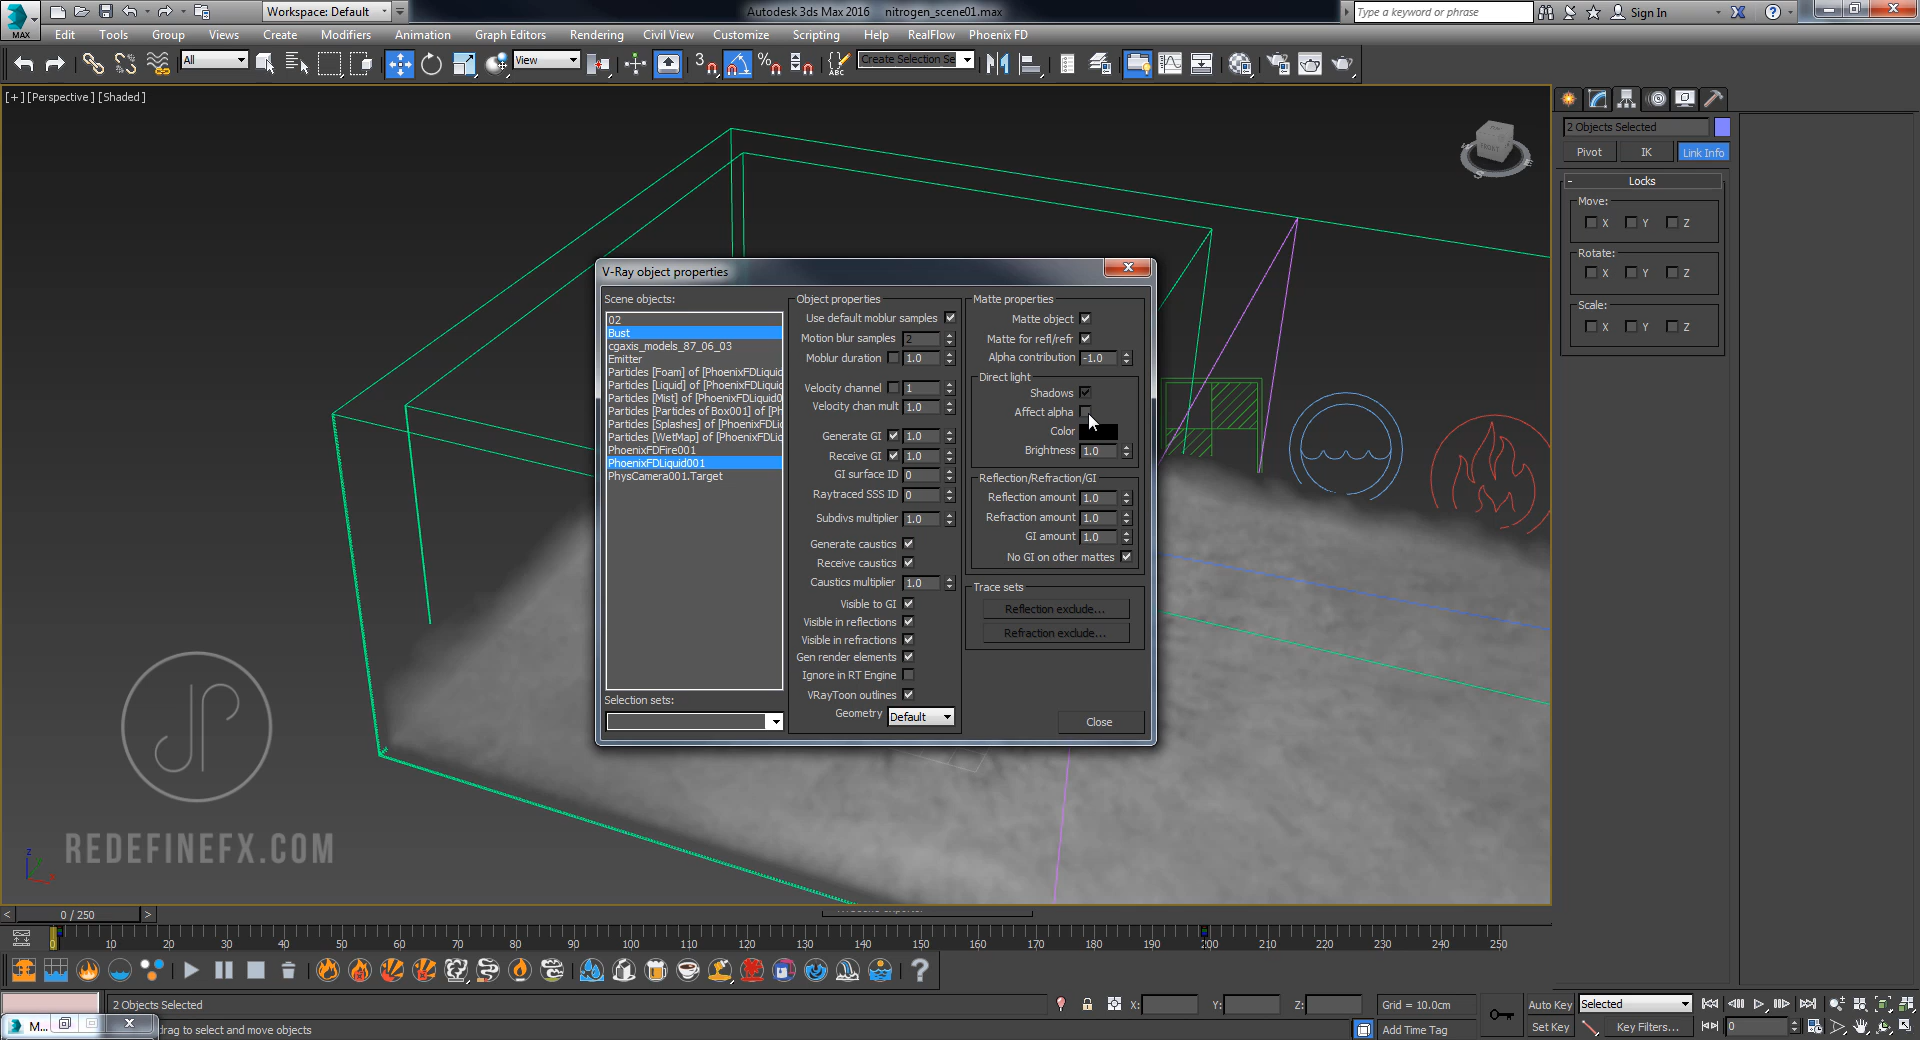 MAX
Workspace: Default
Autodesk 3ds Max 2016 nitrogen_scene01.max
Type a keyword or phrase
Sign In
Edit Tools Group Views Create Modifiers Animation Graph Editors Rendering Civil View Customize Scripting Help RealFlow Phoenix FD
All
View
3
%
ABC
Create Selection Se
[+] [Perspective] [Shaded]
2 Objects Selected
Pivot IK Link Info
- Locks
Move:
X Y Z
Rotate:
X Y Z
Scale:
X Y Z
V-Ray object properties
Scene objects:
02
Bust
cgaxis_models_87_06_03
Emitter
Particles [Foam] of [PhoenixFDLiquid
Particles [Liquid] of [PhoenixFDLiquid
Particles [Mist] of [PhoenixFDLiquid0
Particles [Particles of Box001] of [Ph
Particles [Splashes] of [PhoenixFDLiq
Particles [WetMap] of [PhoenixFDLiq
PhoenixFDFire001
PhoenixFDLiquid001
PhysCamera001.Target
Selection sets:
Object properties
Use default moblur samples
Motion blur samples 2
Moblur duration 1.0
Velocity channel 1
Velocity chan mult 1.0
Generate GI 1.0
Receive GI 1.0
GI surface ID 0
Raytraced SSS ID 0
Subdivs multiplier 1.0
Generate caustics
Receive caustics
Caustics multiplier 1.0
Visible to GI
Visible in reflections
Visible in refractions
Gen render elements
Ignore in RT Engine
VRayToon outlines
Geometry Default
Matte properties
Matte object
Matte for refl/refr
Alpha contribution -1.0
Direct light
Shadows
Affect alpha
Color
Brightness 1.0
Reflection/Refraction/GI
Reflection amount 1.0
Refraction amount 1.0
GI amount 1.0
No GI on other mattes
Trace sets
Reflection exclude...
Refraction exclude...
Close
JP
REDEFINEFX.COM
z
< 0 / 250 >
0 10 20 30 40 50 60 70 80 90 100 110 120 130 140 150 160 170 180 190 200 210 220 230 240 250
?
2 Objects Selected
X: Y: Z:
Grid = 10.0cm
Auto Key Selected
M...
drag to select and move objects
Add Time Tag
Set Key Key Filters...
0